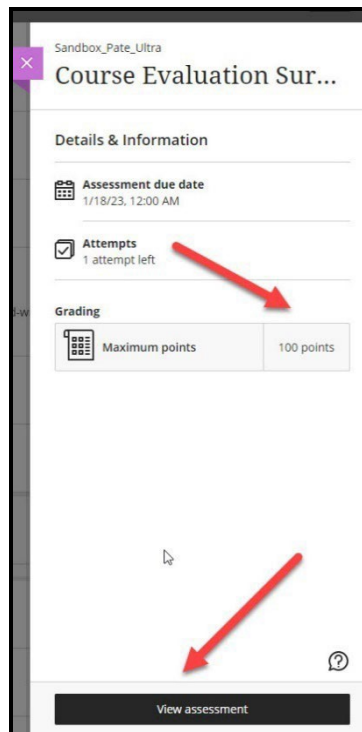 Sandbox_Pate_Ultra
Course Evaluation Sur...
Details & Information
Assessment due date
1/18/23, 12:00 AM
Attempts
1 attempt left
Grading
Maximum points
100 points
View assessment